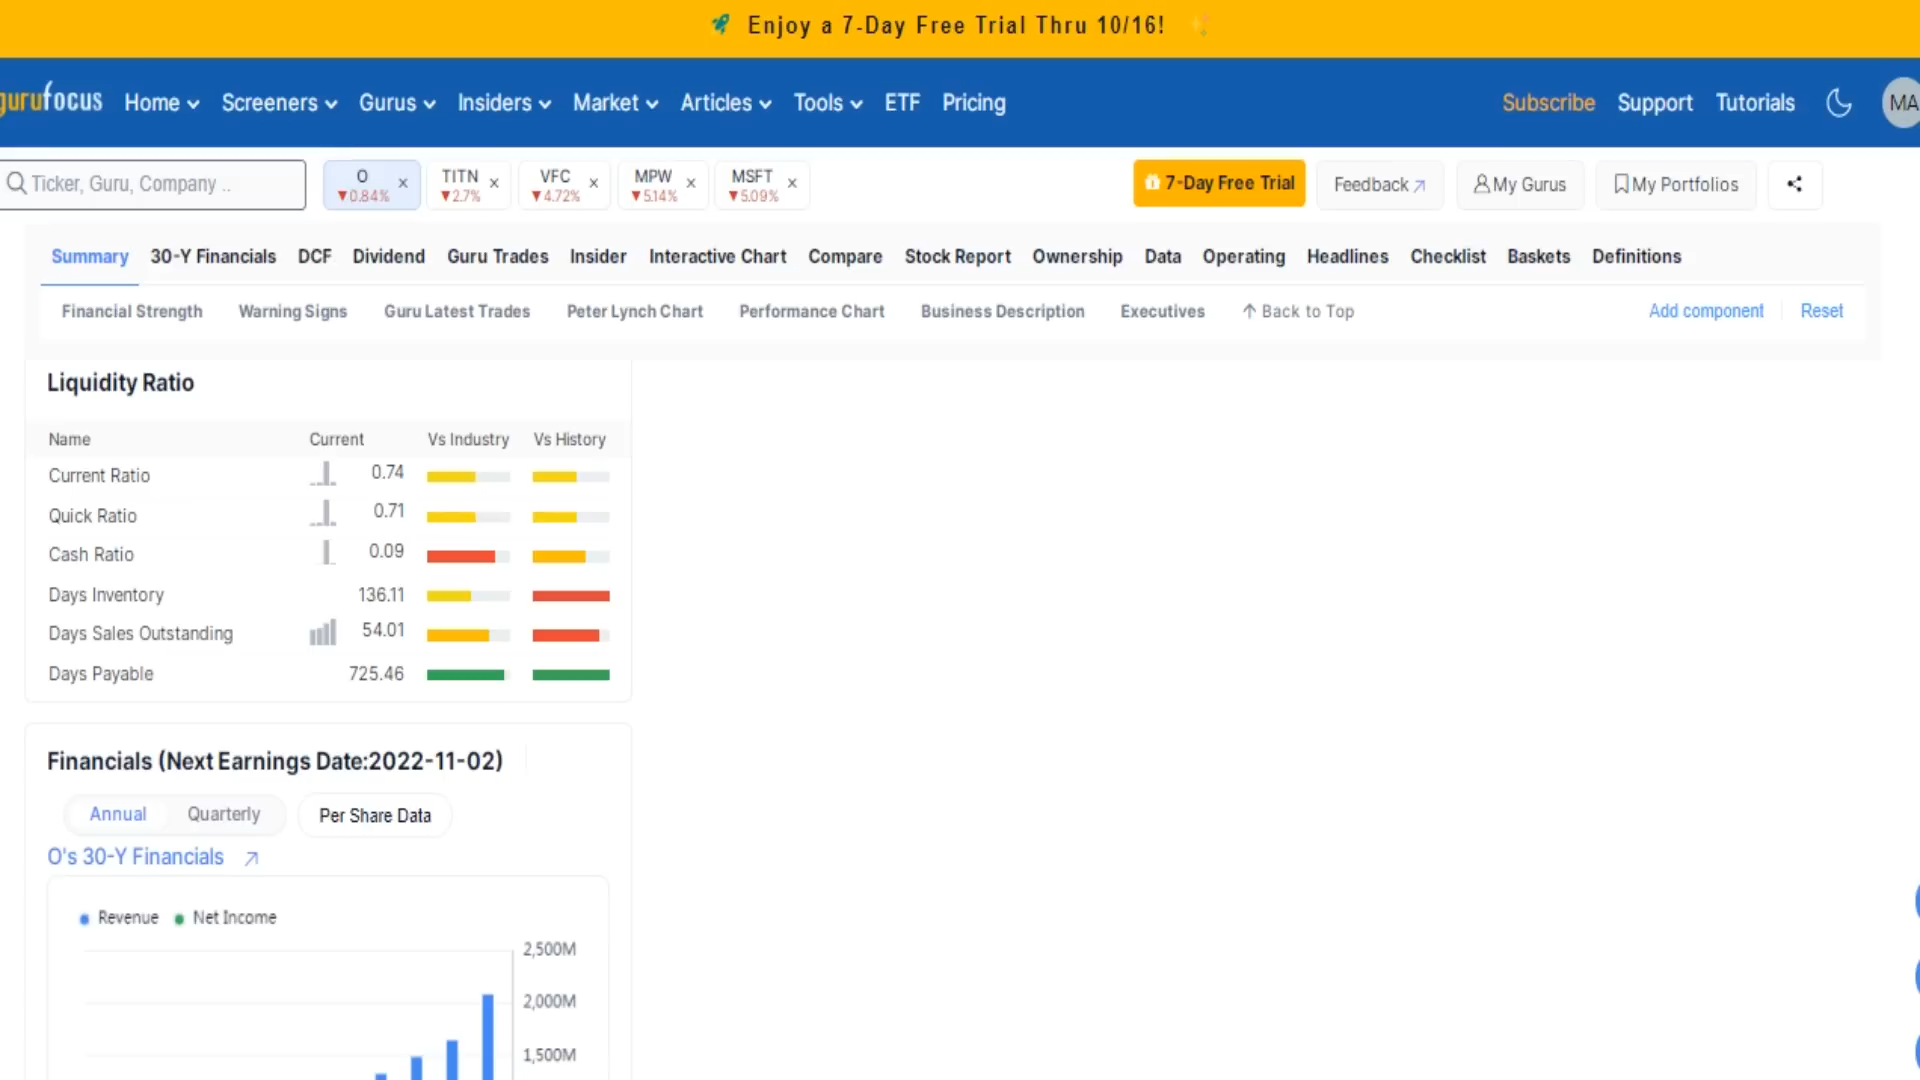 Enjoy a 7-Day Free Trial Thru 10/16!
gurufocus Home Screeners Gurus Insiders Market Articles Tools ETF Pricing Subscribe Support Tutorials MA
Ticker, Guru, Company .. O ▼0.84% × TITN ▼2.7% × VFC ▼4.72% × MPW ▼5.14% × MSFT ▼5.09% × 7-Day Free Trial Feedback My Gurus My Portfolios
Summary 30-Y Financials DCF Dividend Guru Trades Insider Interactive Chart Compare Stock Report Ownership Data Operating Headlines Checklist Baskets Definitions
Financial Strength Warning Signs Guru Latest Trades Peter Lynch Chart Performance Chart Business Description Executives ↑ Back to Top Add component Reset
Liquidity Ratio
Name Current Vs Industry Vs History
Current Ratio 0.74
Quick Ratio 0.71
Cash Ratio 0.09
Days Inventory 136.11
Days Sales Outstanding 54.01
Days Payable 725.46
Financials (Next Earnings Date:2022-11-02)
Annual Quarterly Per Share Data
O's 30-Y Financials
Revenue Net Income
2,500M
2,000M
1,500M